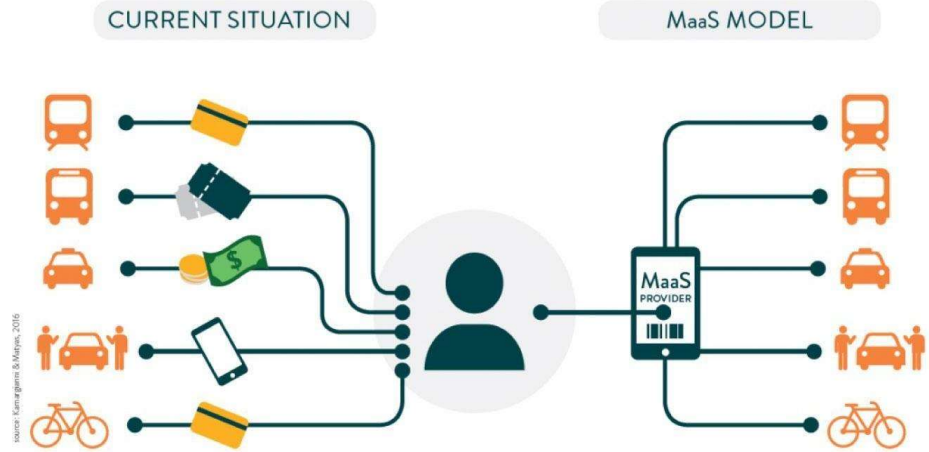 CURRENT SITUATION
MaaS MODEL
$
MaaS
PROVIDER
source: Kamargianni & Matyas, 2016